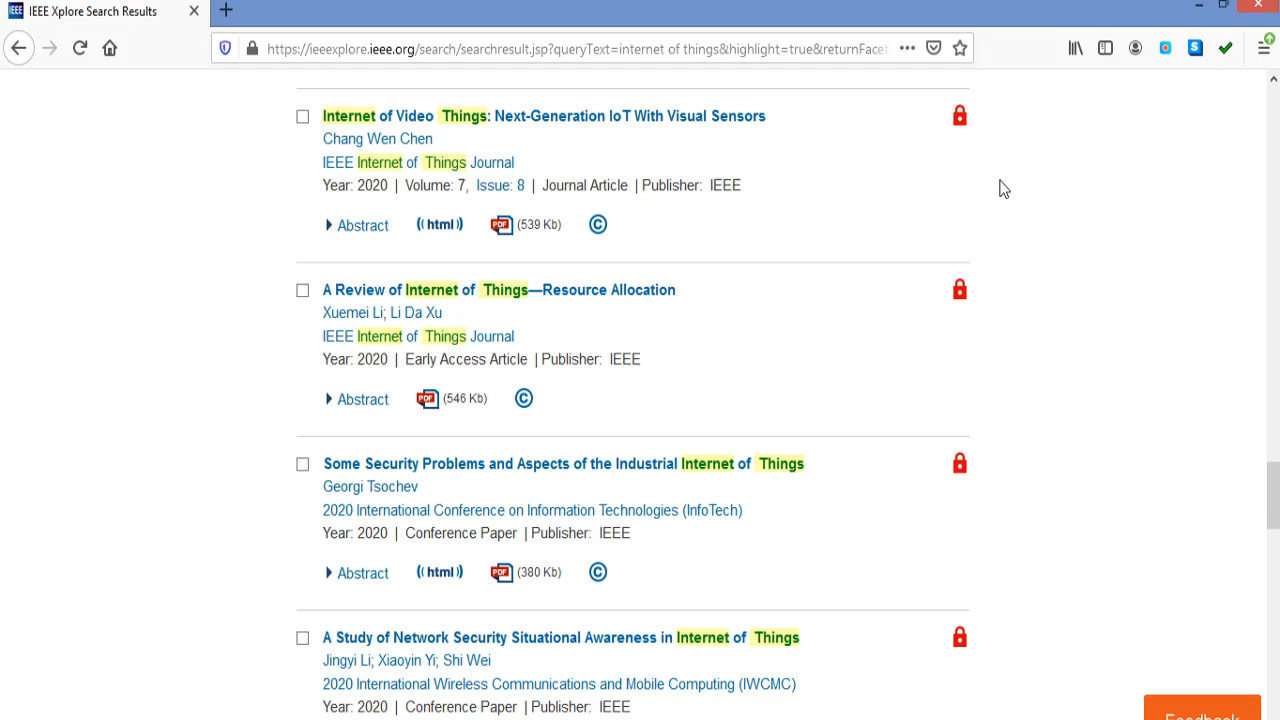 IEEE IEEE Xplore Search Results
https://ieeexplore.ieee.org/search/searchresult.jsp?queryText=internet of things&highlight=true&returnFacet
Internet of Video Things: Next-Generation IoT With Visual Sensors
Chang Wen Chen
IEEE Internet of Things Journal
Year: 2020 | Volume: 7, Issue: 8 | Journal Article | Publisher: IEEE
Abstract ((html)) PDF (539 Kb) ©
A Review of Internet of Things—Resource Allocation
Xuemei Li; Li Da Xu
IEEE Internet of Things Journal
Year: 2020 | Early Access Article | Publisher: IEEE
Abstract PDF (546 Kb) ©
Some Security Problems and Aspects of the Industrial Internet of Things
Georgi Tsochev
2020 International Conference on Information Technologies (InfoTech)
Year: 2020 | Conference Paper | Publisher: IEEE
Abstract ((html)) PDF (380 Kb) ©
A Study of Network Security Situational Awareness in Internet of Things
Jingyi Li; Xiaoyin Yi; Shi Wei
2020 International Wireless Communications and Mobile Computing (IWCMC)
Year: 2020 | Conference Paper | Publisher: IEEE
Feedback